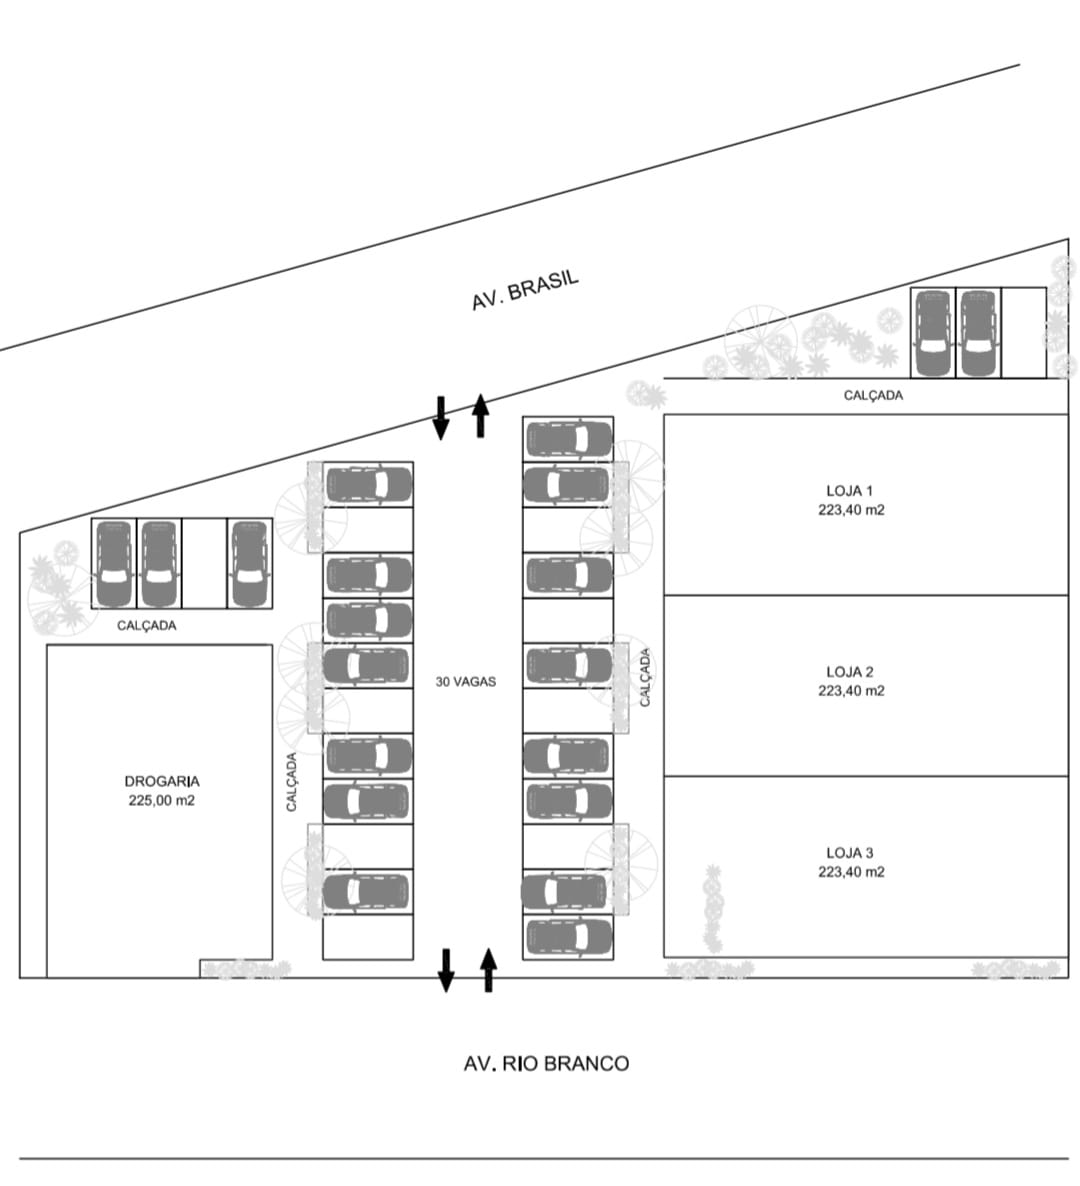 AV. BRASIL
CALÇADA
LOJA 1
223,40 m2
CALÇADA
30 VAGAS
CALÇADA
LOJA 2
223,40 m2
DROGARIA
225,00 m2
CALÇADA
LOJA 3
223,40 m2
AV. RIO BRANCO